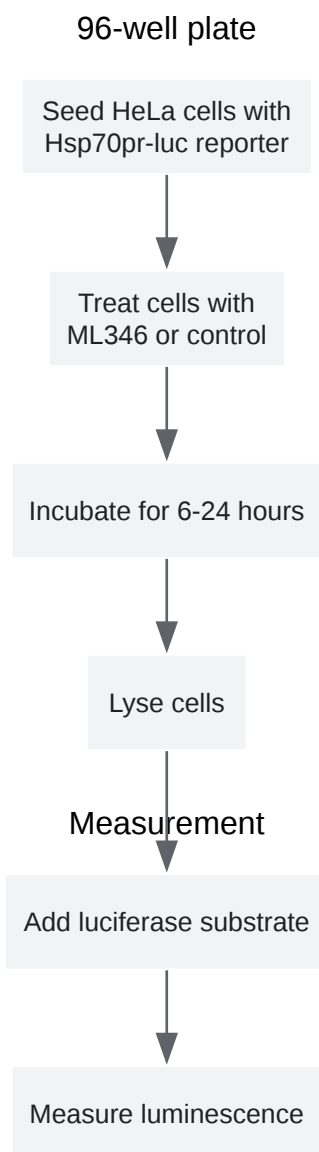 96-well plate
Seed HeLa cells with
Hsp70pr-luc reporter
Treat cells with
ML346 or control
Incubate for 6-24 hours
Lyse cells
Measurement
Add luciferase substrate
Measure luminescence